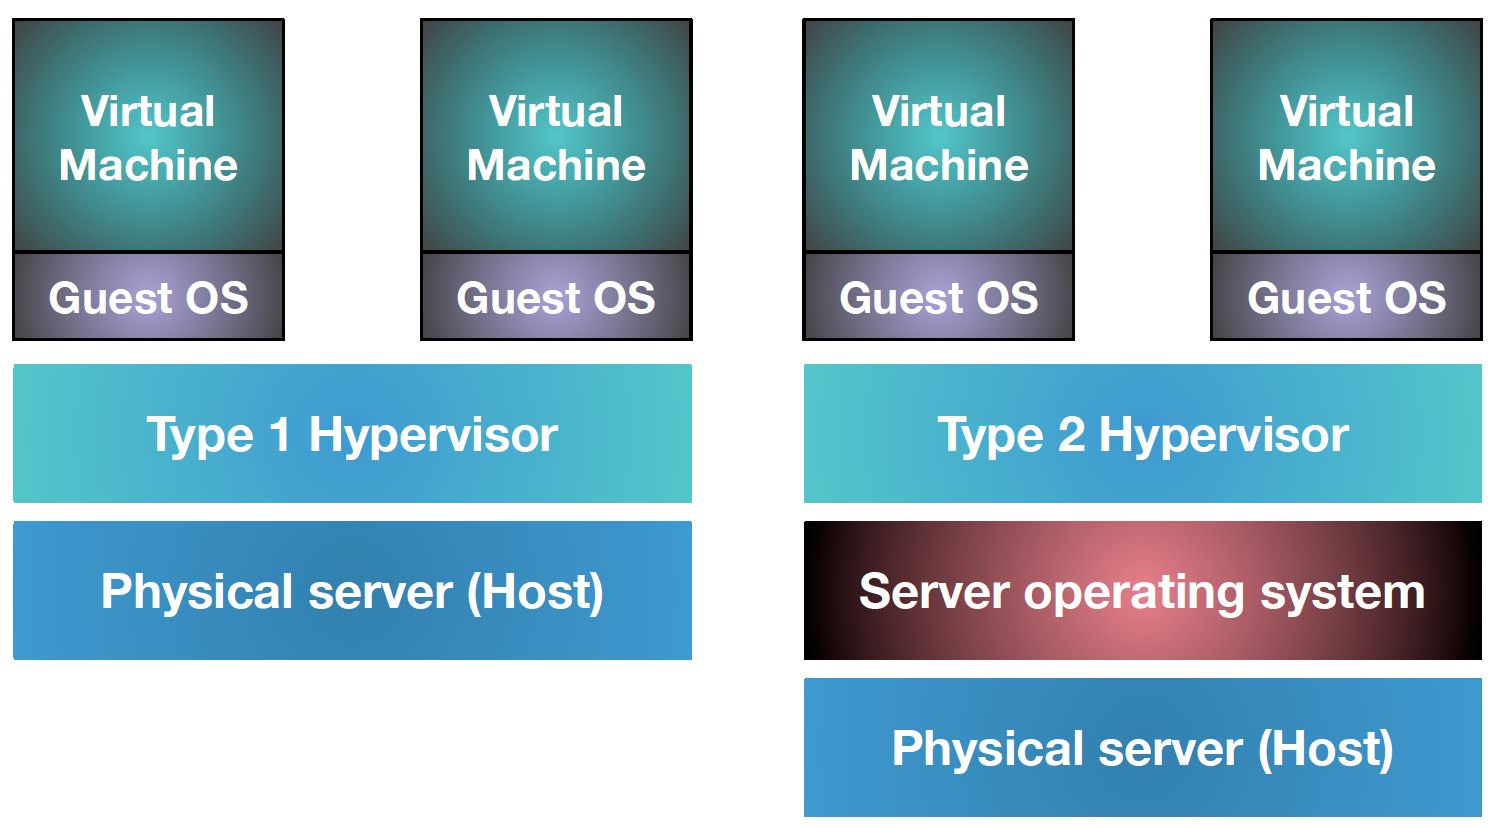 Virtual
Machine
Guest OS
Virtual
Machine
Guest OS
Type 1 Hypervisor
Physical server (Host)
Virtual
Machine
Guest OS
Virtual
Machine
Guest OS
Type 2 Hypervisor
Server operating system
Physical server (Host)